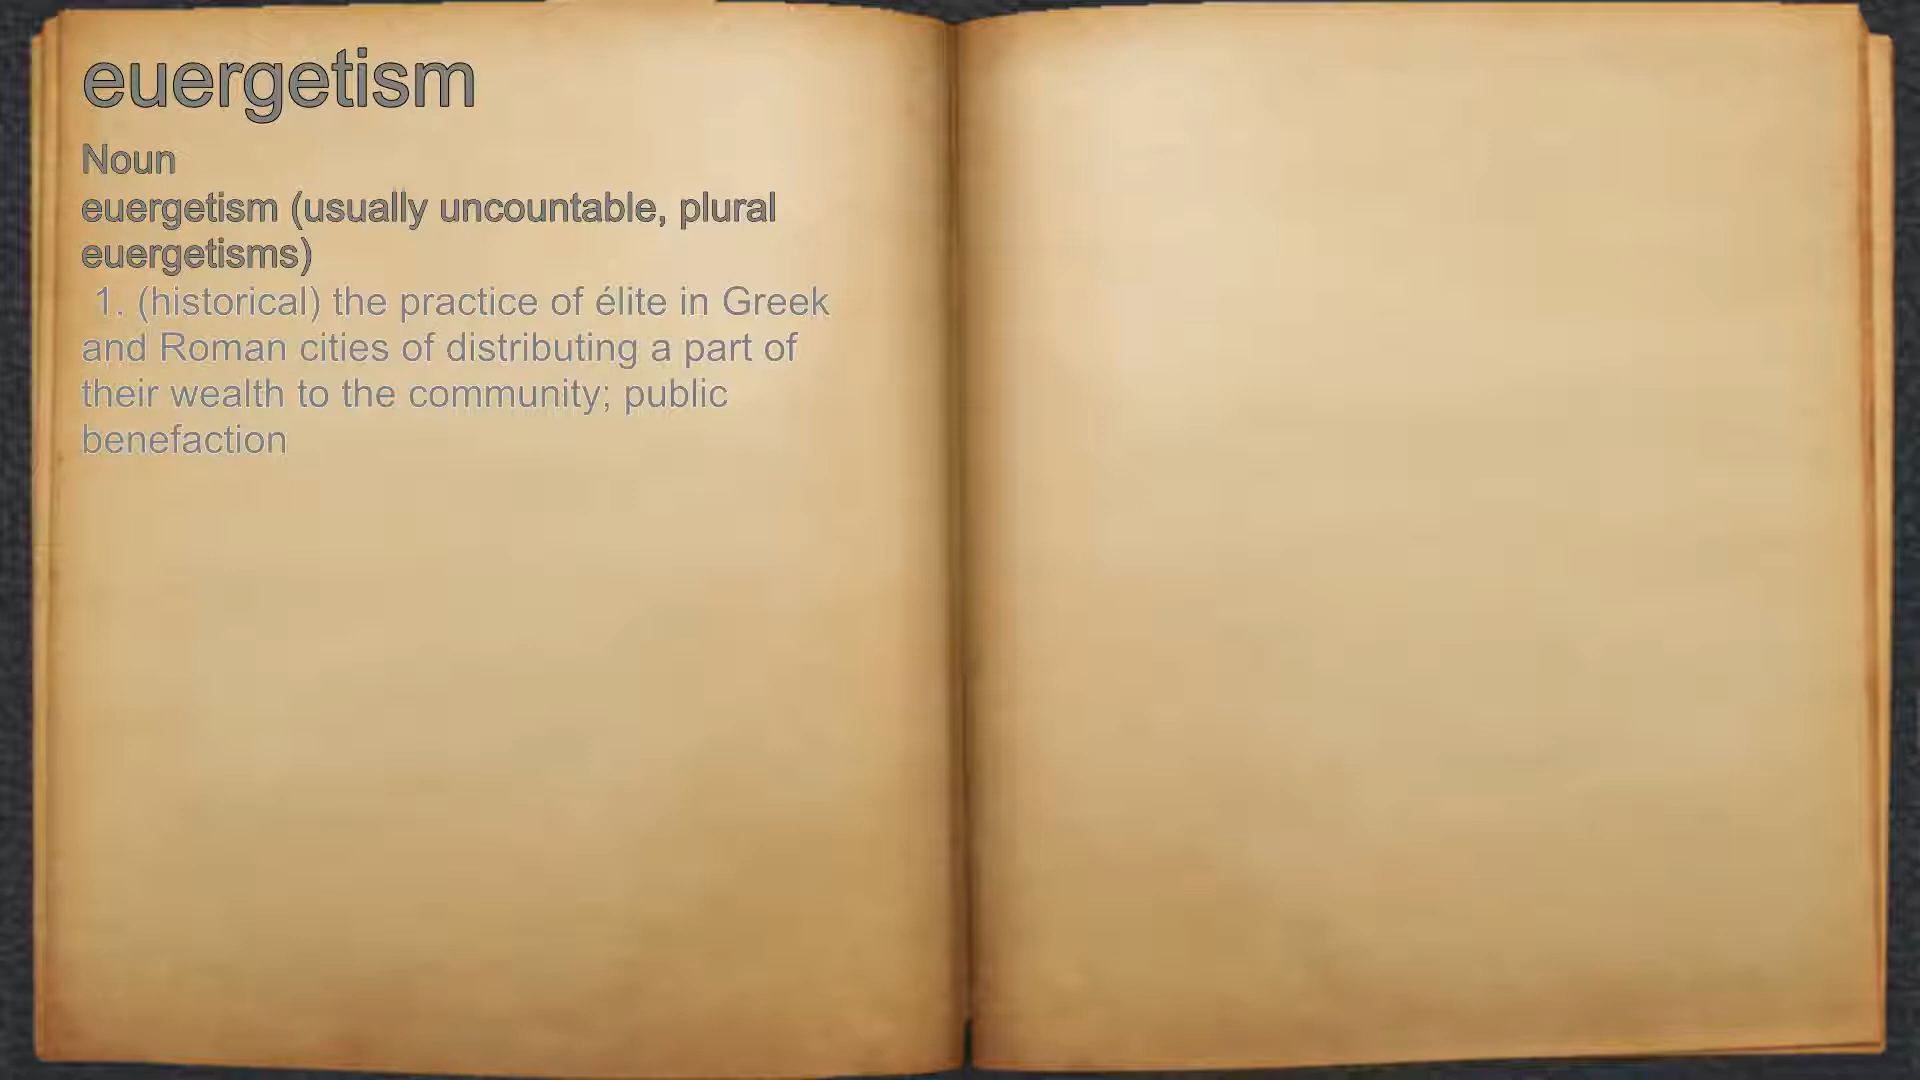 euergetism
Noun
euergetism (usually uncountable, plural
euergetisms)
1. (historical) the practice of élite in Greek
and Roman cities of distributing a part of
their wealth to the community; public
benefaction